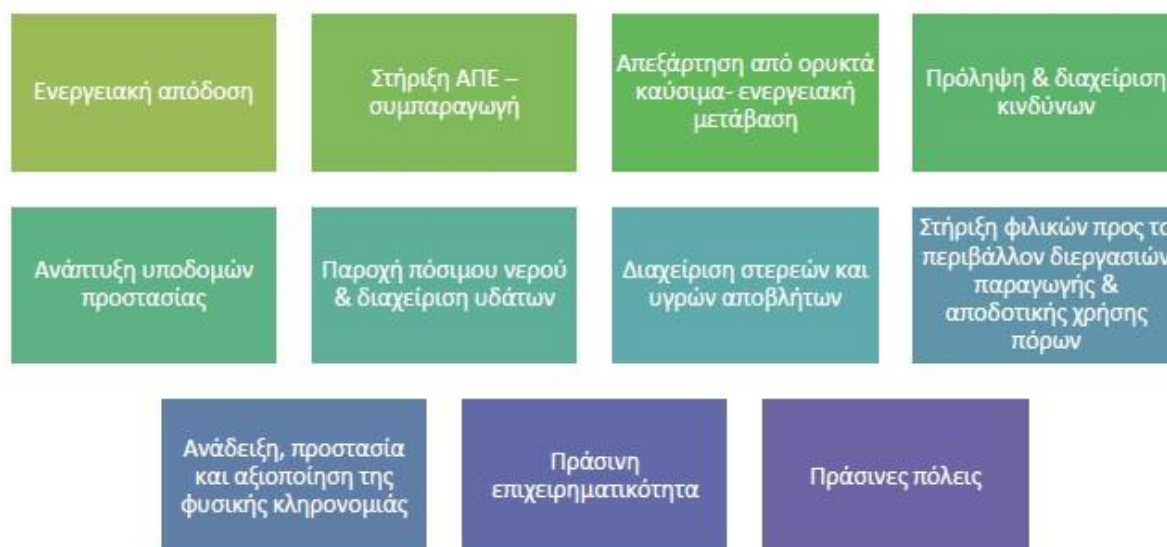 Ενεργειακή απόδοση
Στήριξη ΑΠΕ –
συμπαραγωγή
Απεξάρτηση από ορυκτά
καύσιμα- ενεργειακή
μετάβαση
Πρόληψη & διαχείριση
κινδύνων
Ανάπτυξη υποδομών
προστασίας
Παροχή πόσιμου νερού
& διαχείριση υδάτων
Διαχείριση στερεών και
υγρών αποβλήτων
Στήριξη φιλικών προς το
περιβάλλον διεργασιών
παραγωγής &
αποδοτικής χρήσης
πόρων
Ανάδειξη, προστασία
και αξιοποίηση της
φυσικής κληρονομιάς
Πράσινη
επιχειρηματικότητα
Πράσινες πόλεις